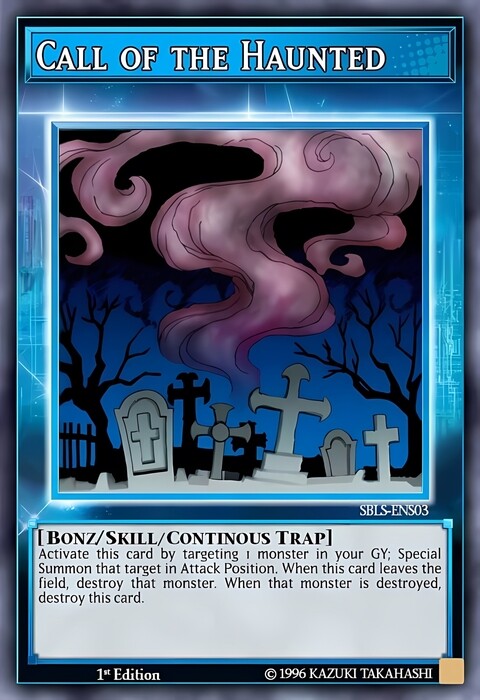 CALL OF THE HAUNTED
SBLS-ENS03
[BONZ/SKILL/CONTINOUS TRAP]
Activate this card by targeting 1 monster in your GY; Special
Summon that target in Attack Position. When this card leaves the
field, destroy that monster. When that monster is destroyed,
destroy this card.
1st Edition
© 1996 KAZUKI TAKAHASHI